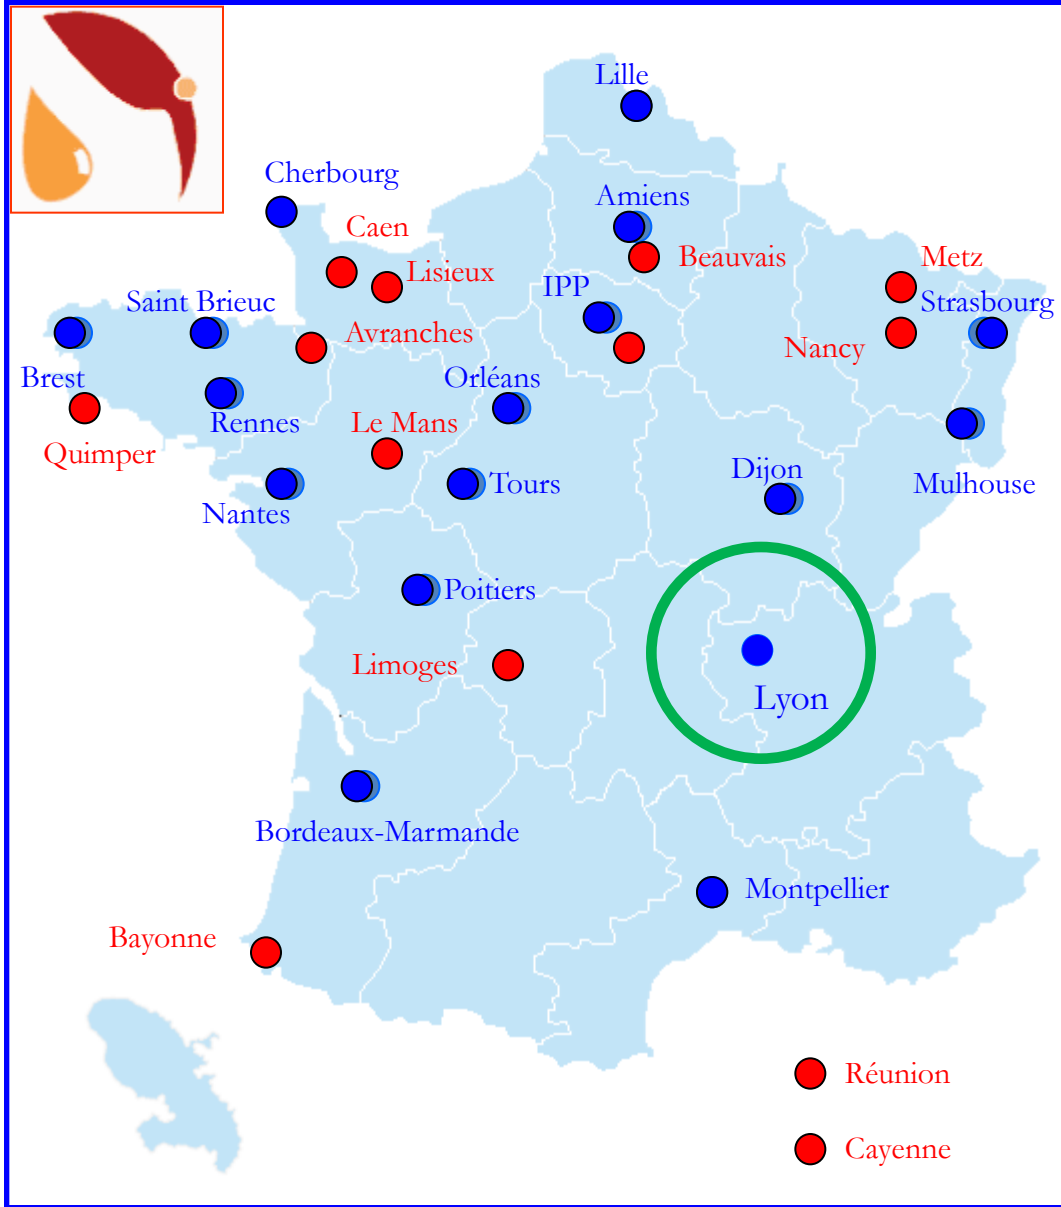 Lille
Cherbourg
Amiens
Caen
Beauvais
Metz
Lisieux
IPP
Saint Brieuc
Strasbourg
Avranches
Nancy
Brest
Orléans
Rennes
Le Mans
Quimper
Dijon
Tours
Mulhouse
Nantes
Poitiers
Limoges
Lyon
Bordeaux-Marmande
Montpellier
Bayonne
Réunion
Cayenne